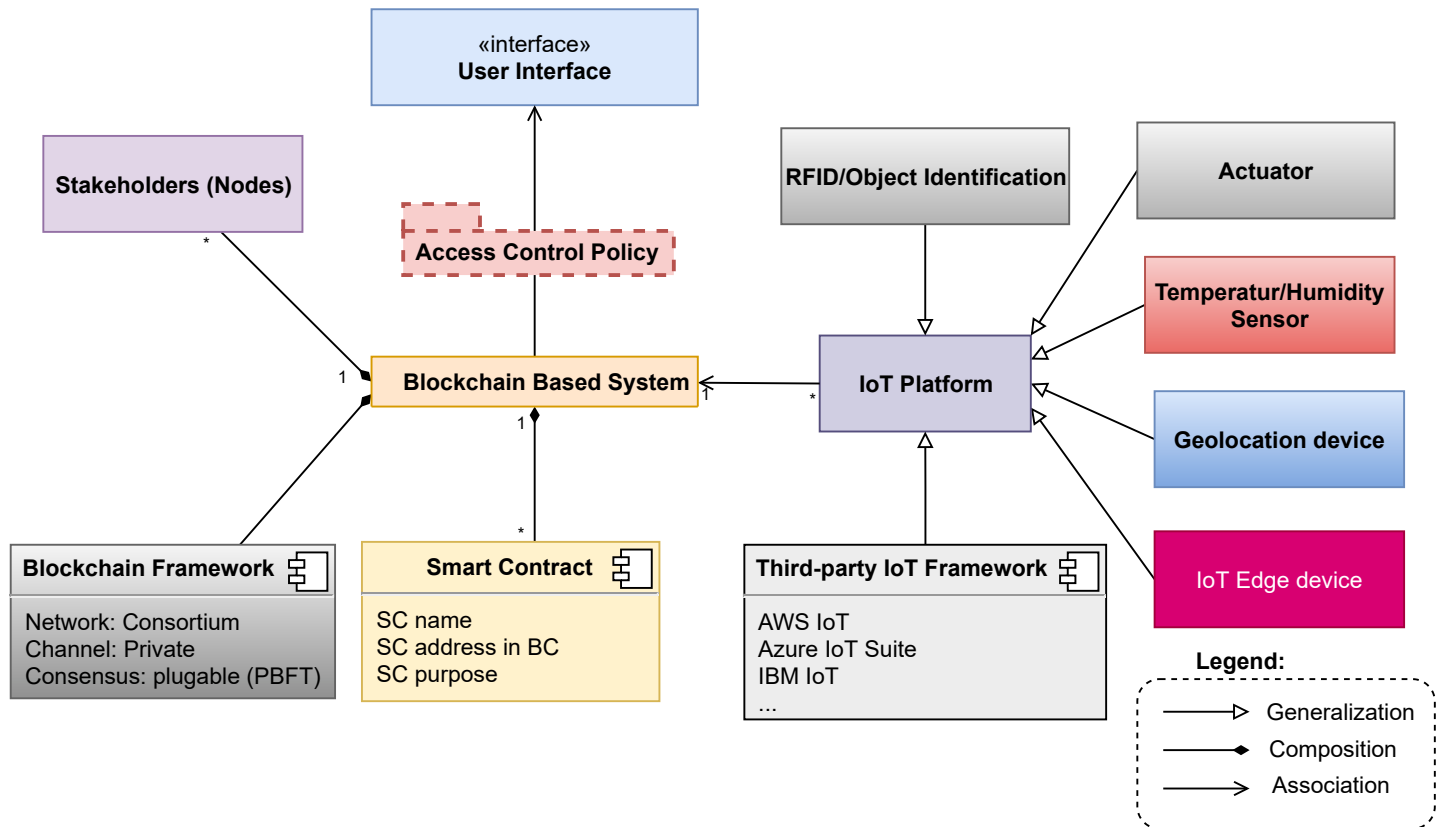 «interface»
User Interface
Stakeholders (Nodes)
*
RFID/Object Identification
Actuator
Access Control Policy
Temperatur/Humidity
Sensor
1
Blockchain Based System
1
*
IoT Platform
1
Geolocation device
*
Blockchain Framework
Network: Consortium
Channel: Private
Consensus: plugable (PBFT)
Smart Contract
SC name
SC address in BC
SC purpose
Third-party IoT Framework
AWS IoT
Azure IoT Suite
IBM IoT
...
IoT Edge device
Legend:
Generalization
Composition
Association